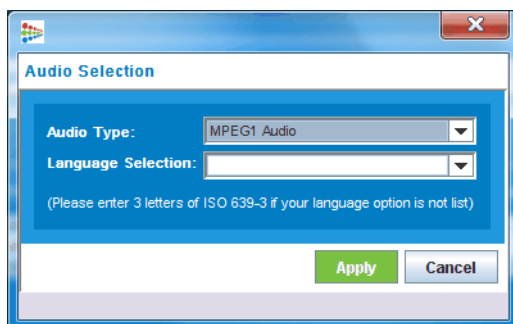 Audio Selection
Audio Type: MPEG1 Audio
Language Selection:
(Please enter 3 letters of ISO 639-3 if your language option is not list)
Apply Cancel